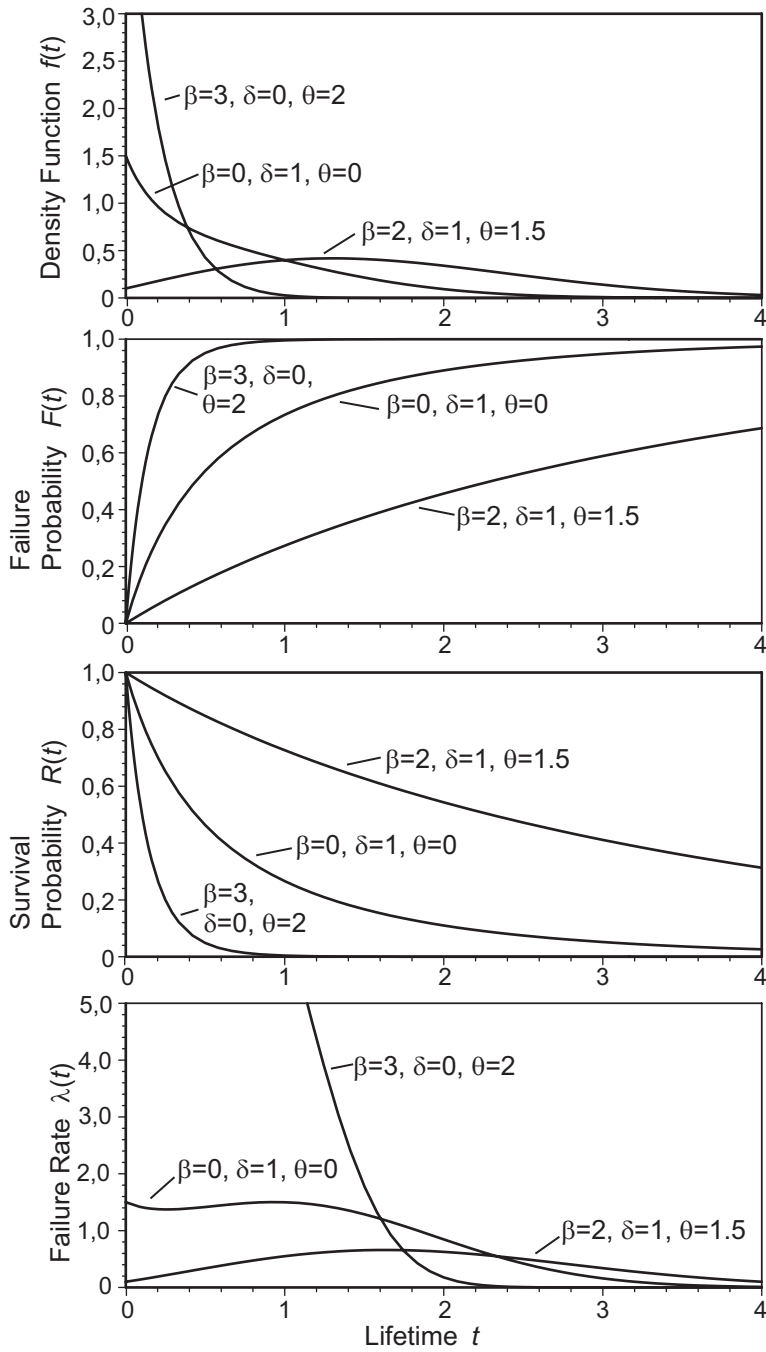 Density Function f(t)
3,0
2,5
2,0
1,5
1,0
0,5
0
β=3, δ=0, θ=2
β=0, δ=1, θ=0
β=2, δ=1, θ=1.5
0 1 2 3 4
Failure
Probability F(t)
1,0
0,8
0,6
0,4
0,2
0
β=3, δ=0,
θ=2
β=0, δ=1, θ=0
β=2, δ=1, θ=1.5
0 1 2 3 4
Survival
Probability R(t)
1,0
0,8
0,6
0,4
0,2
0
β=2, δ=1, θ=1.5
β=0, δ=1, θ=0
β=3,
δ=0, θ=2
0 1 2 3 4
Failure Rate λ(t)
5,0
4,0
3,0
2,0
1,0
0
β=3, δ=0, θ=2
β=0, δ=1, θ=0
β=2, δ=1, θ=1.5
0 1 2 3 4
Lifetime t